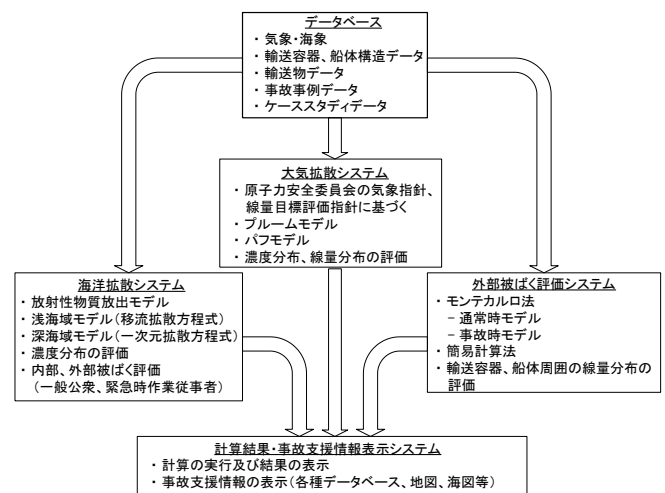 データベース
・ 気象・海象
・ 輸送容器、船体構造データ
・ 輸送物データ
・ 事故事例データ
・ ケーススタディデータ
大気拡散システム
・ 原子力安全委員会の気象指針、
線量目標評価指針に基づく
・ プルームモデル
・ パフモデル
・ 濃度分布、線量分布の評価
海洋拡散システム
・ 放射性物質放出モデル
・ 浅海域モデル(移流拡散方程式)
・ 深海域モデル(一次元拡散方程式)
・ 濃度分布の評価
・ 内部、外部被ばく評価
(一般公衆、緊急時作業従事者)
外部被ばく評価システム
・ モンテカルロ法
− 通常時モデル
− 事故時モデル
・ 簡易計算法
・ 輸送容器、船体周囲の線量分布の
評価
計算結果・事故支援情報表示システム
・ 計算の実行及び結果の表示
・ 事故支援情報の表示(各種データベース、地図、海図等)